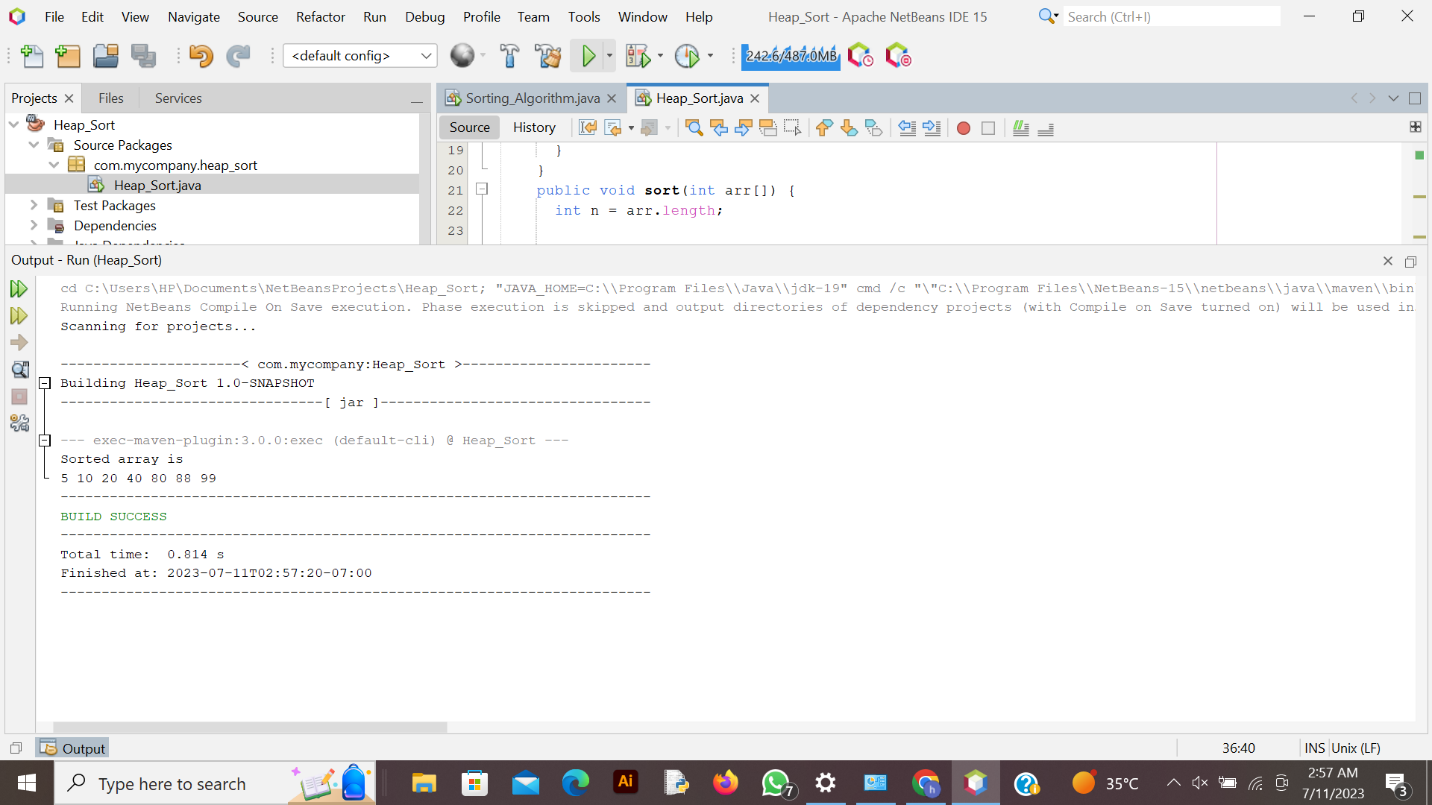 File Edit View Navigate Source Refactor Run Debug Profile Team Tools Window Help Heap_Sort - Apache NetBeans IDE 15 Search (Ctrl+I)
<default config> 242.6/487.0MB
Projects Files Services Sorting_Algorithm.java Heap_Sort.java
Heap_Sort
Source Packages
com.mycompany.heap_sort
Heap_Sort.java
Test Packages
Dependencies
Java Dependencies
Source History
19 }
20 }
21 public void sort(int arr[]) {
22 int n = arr.length;
23
Output - Run (Heap_Sort)
cd C:\Users\HP\Documents\NetBeansProjects\Heap_Sort; "JAVA_HOME=C:\\Program Files\\Java\\jdk-19" cmd /c "\"C:\\Program Files\\NetBeans-15\\netbeans\\java\\maven\\bin
Running NetBeans Compile On Save execution. Phase execution is skipped and output directories of dependency projects (with Compile on Save turned on) will be used in
Scanning for projects...
----------------------< com.mycompany:Heap_Sort >-----------------------
Building Heap_Sort 1.0-SNAPSHOT
--------------------------------[ jar ]---------------------------------
--- exec-maven-plugin:3.0.0:exec (default-cli) @ Heap_Sort ---
Sorted array is
5 10 20 40 80 88 99
------------------------------------------------------------------------
BUILD SUCCESS
------------------------------------------------------------------------
Total time:  0.814 s
Finished at: 2023-07-11T02:57:20-07:00
------------------------------------------------------------------------
Output 36:40 INS Unix (LF)
Type here to search Ai 7 h 35°C 2:57 AM
7/11/2023 3